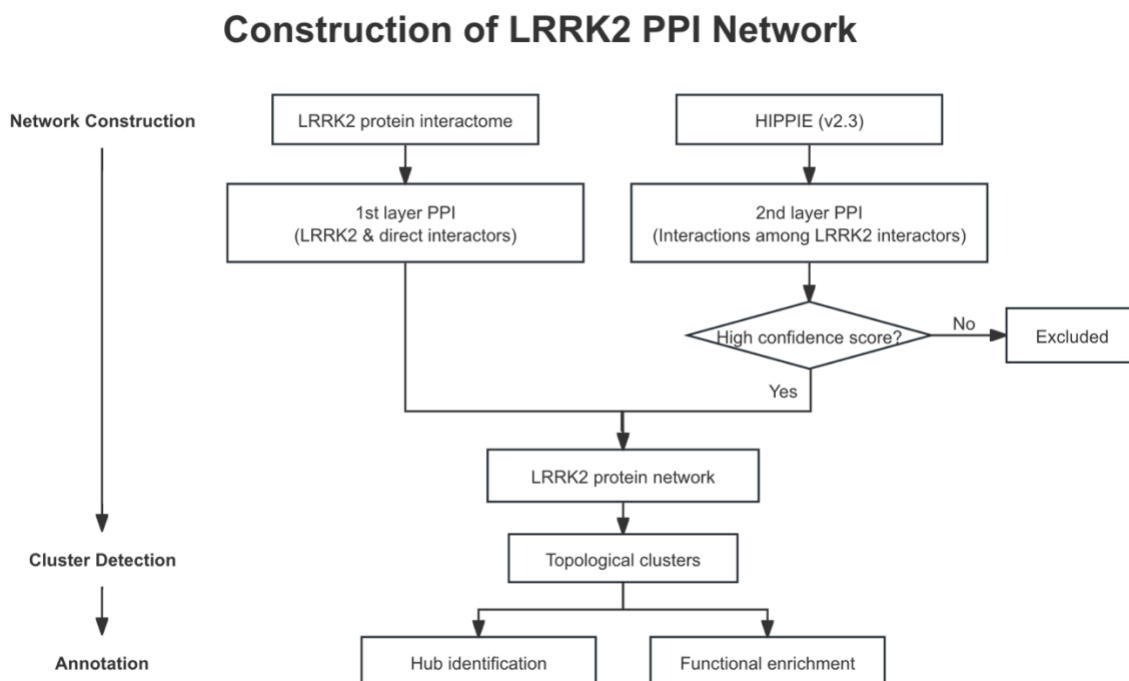 Construction of LRRK2 PPI Network
Network Construction
LRRK2 protein interactome
HIPPIE (v2.3)
1st layer PPI
(LRRK2 & direct interactors)
2nd layer PPI
(Interactions among LRRK2 interactors)
High confidence score?
No
Excluded
Yes
LRRK2 protein network
Cluster Detection
Topological clusters
Annotation
Hub identification
Functional enrichment